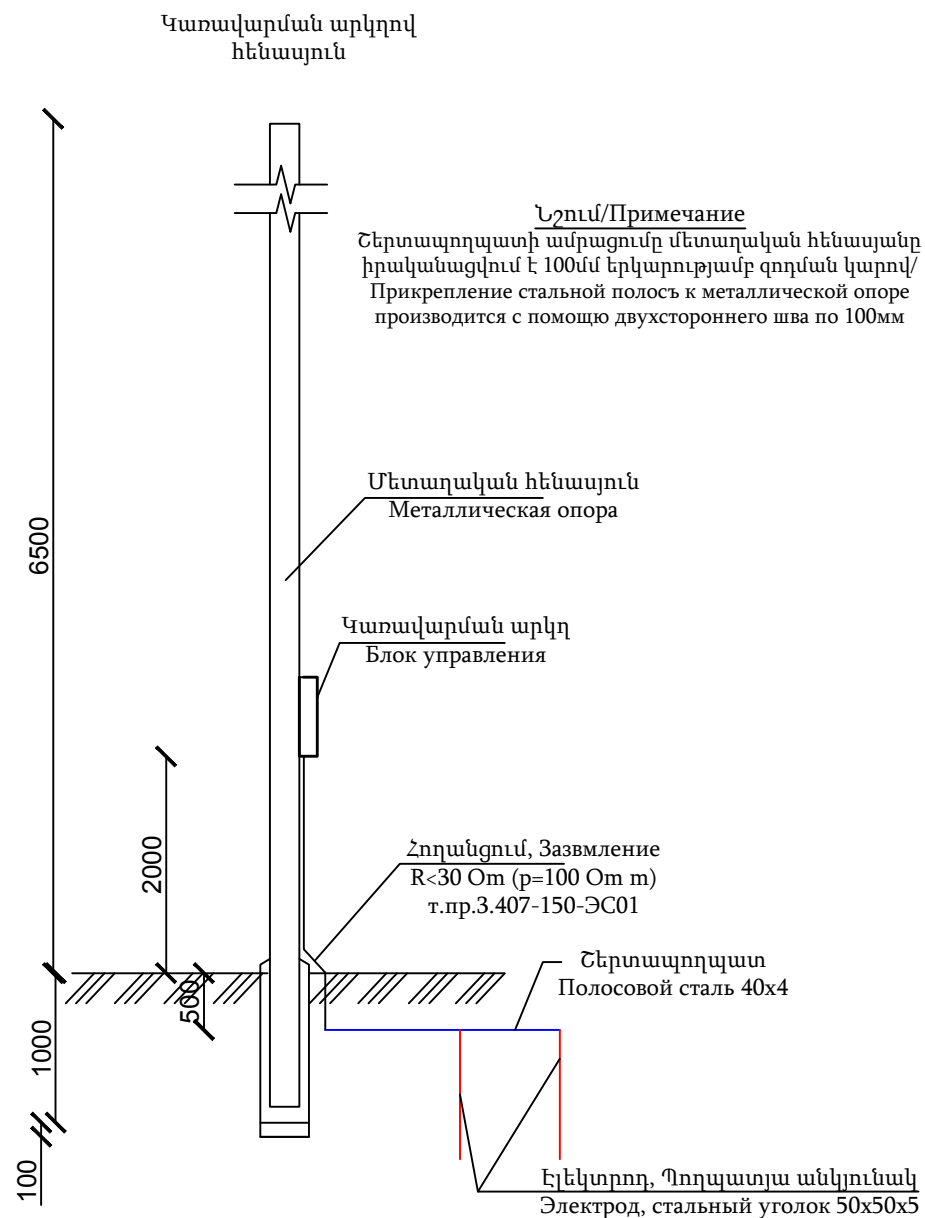 Կառավարման արկղով
հենասյուն
Նշում/Примечание
Շերտապողպատի ամրացումը մետաղական հենասյանը
իրականացվում է 100մմ երկարությամբ զոդման կարով/
Прикрепление стальной полосъ к металлической опоре
производится с помощю двухстороннего шва по 100мм
Մետաղական հենասյուն
Металлическая опора
6500
Կառավարման արկղ
Блок управления
2000
Հողանցում, Зазвмление
R<30 Om (p=100 Om m)
т.пр.3.407-150-ЭС01
Շերտապողպատ
Полосовой сталь 40x4
500
1000
100
Էլեկտրոդ, Պողպատյա անկյունակ
Электрод, стальный уголок 50x50x5